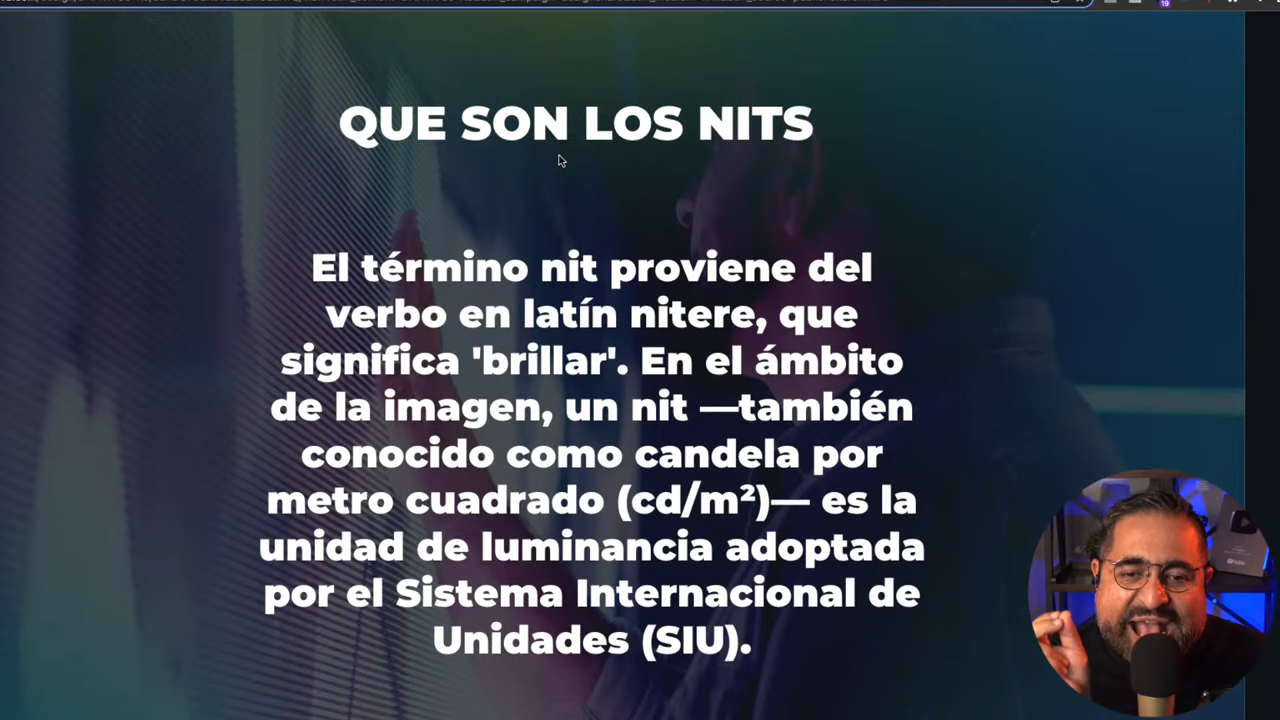 QUE SON LOS NITS
El término nit proviene del
verbo en latín nitere, que
significa 'brillar'. En el ámbito
de la imagen, un nit —también
conocido como candela por
metro cuadrado (cd/m²)— es la
unidad de luminancia adoptada
por el Sistema Internacional de
Unidades (SIU).
19